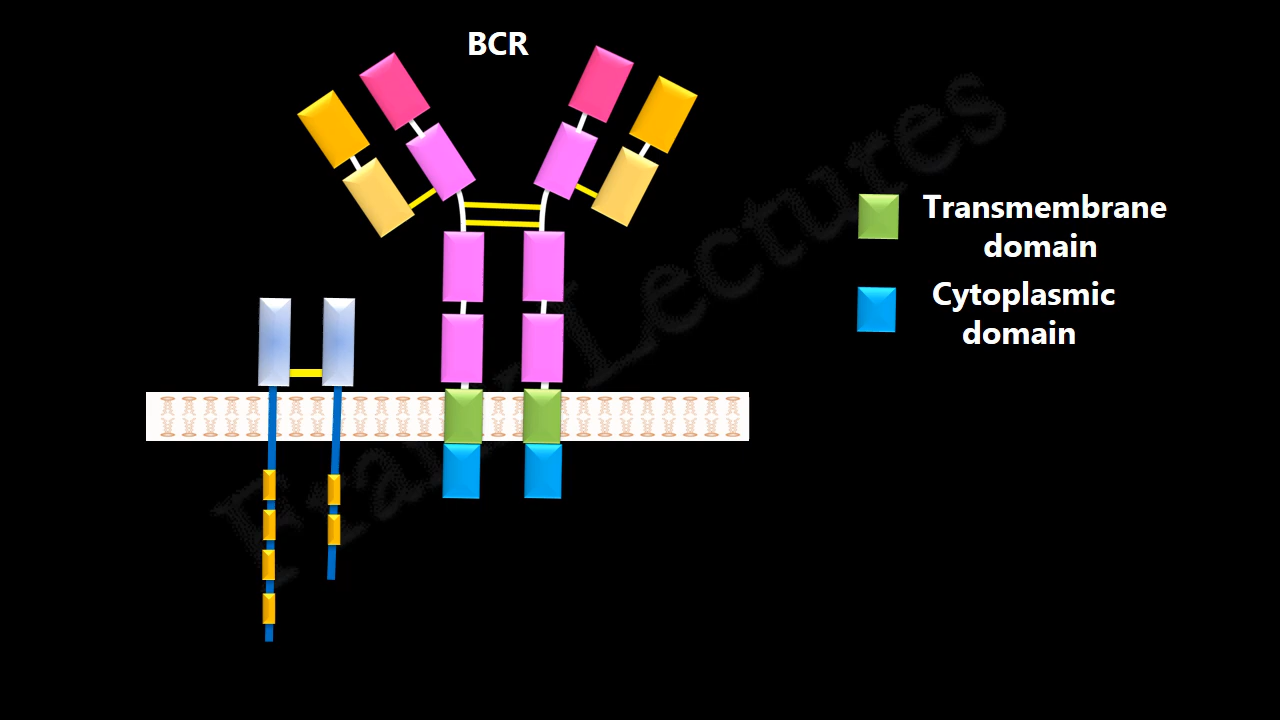 BCR
Transmembrane
domain
Cytoplasmic
domain